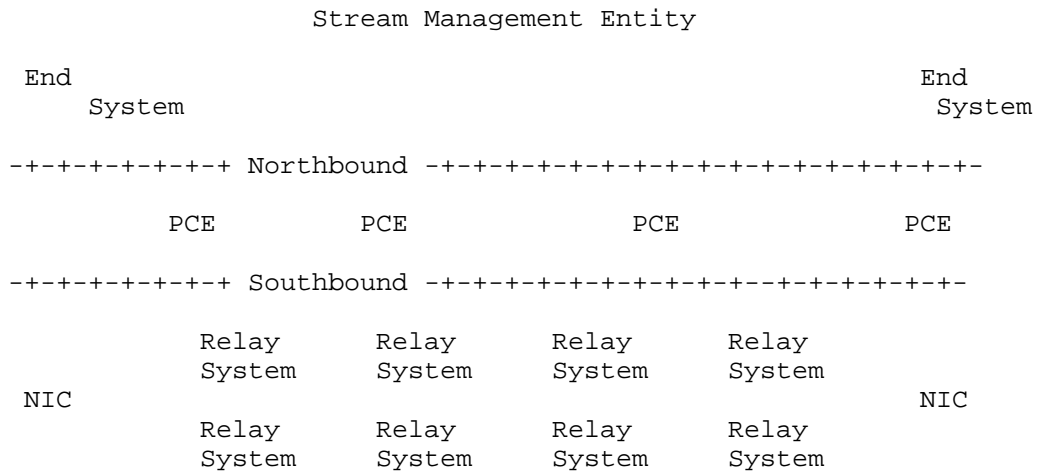 Stream Management Entity
End End
System System
-+-+-+-+-+-+-+ Northbound -+-+-+-+-+-+-+-+-+-+-+-+-+-+-+-+-+-
PCE PCE PCE PCE
-+-+-+-+-+-+-+ Southbound -+-+-+-+-+-+-+-+-+-+--+-+-+-+-+-+-
Relay Relay Relay Relay
System System System System
NIC NIC
Relay Relay Relay Relay
System System System System